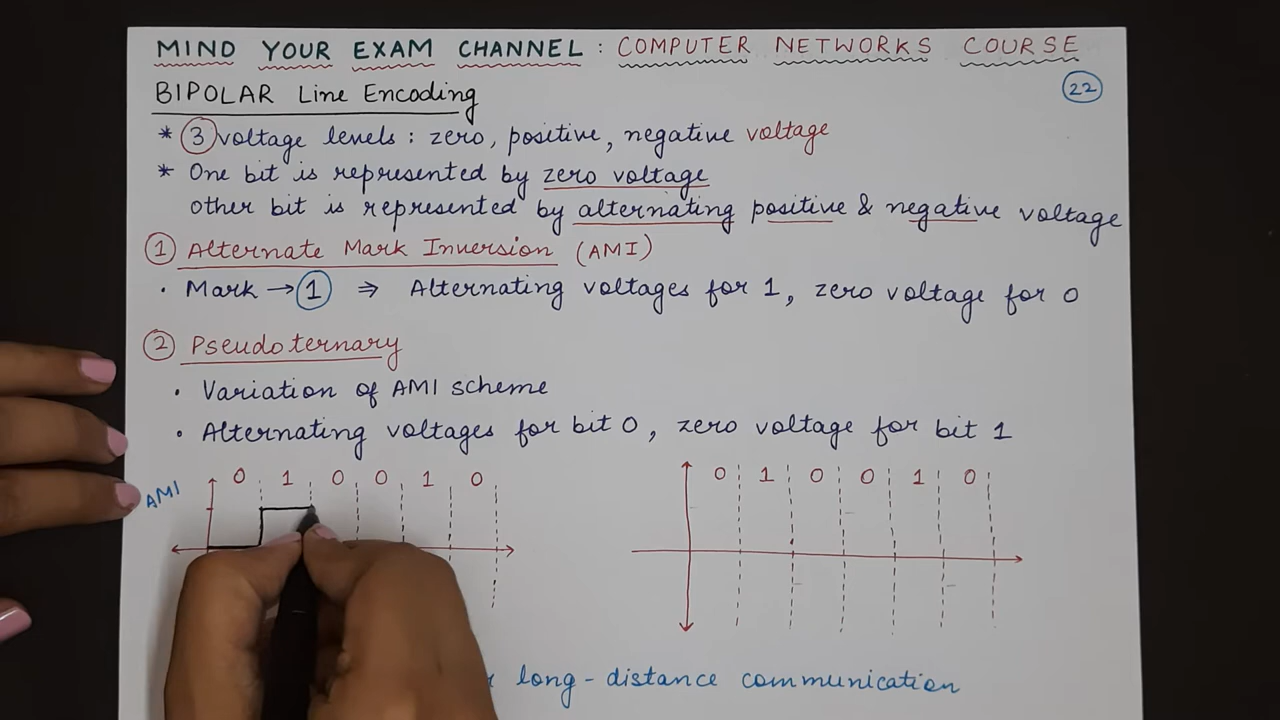 MIND YOUR EXAM CHANNEL : COMPUTER NETWORKS COURSE
BIPOLAR Line Encoding
22
* 3 voltage levels : zero, positive, negative voltage
* One bit is represented by zero voltage
other bit is represented by alternating positive & negative voltage
1 Alternate Mark Inversion (AMI)
· Mark → 1 ⇒ Alternating voltages for 1, zero voltage for 0
2 Pseudoternary
· Variation of AMI scheme
· Alternating voltages for bit 0, zero voltage for bit 1
AMI
0 1 0 0 1 0
0 1 0 0 1 0
long-distance communication